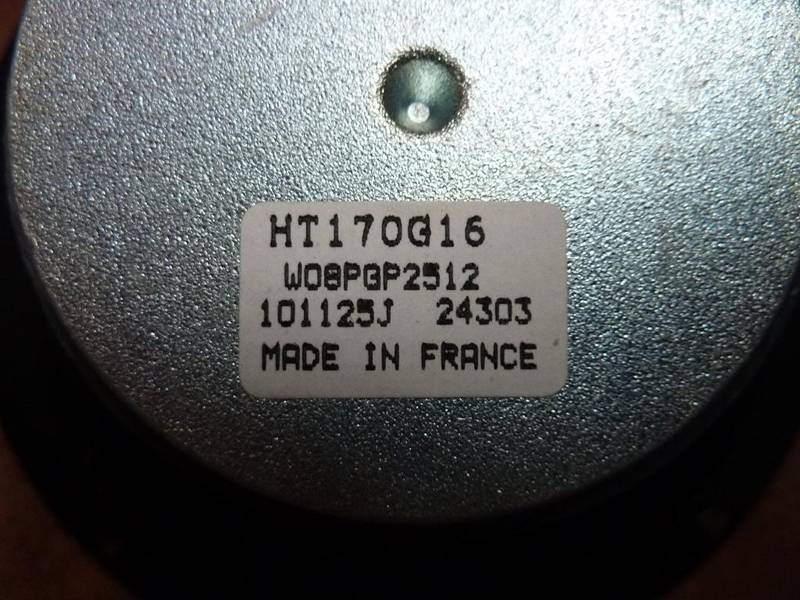 HT170G16
W08PGP2512
101125J 24303
MADE IN FRANCE